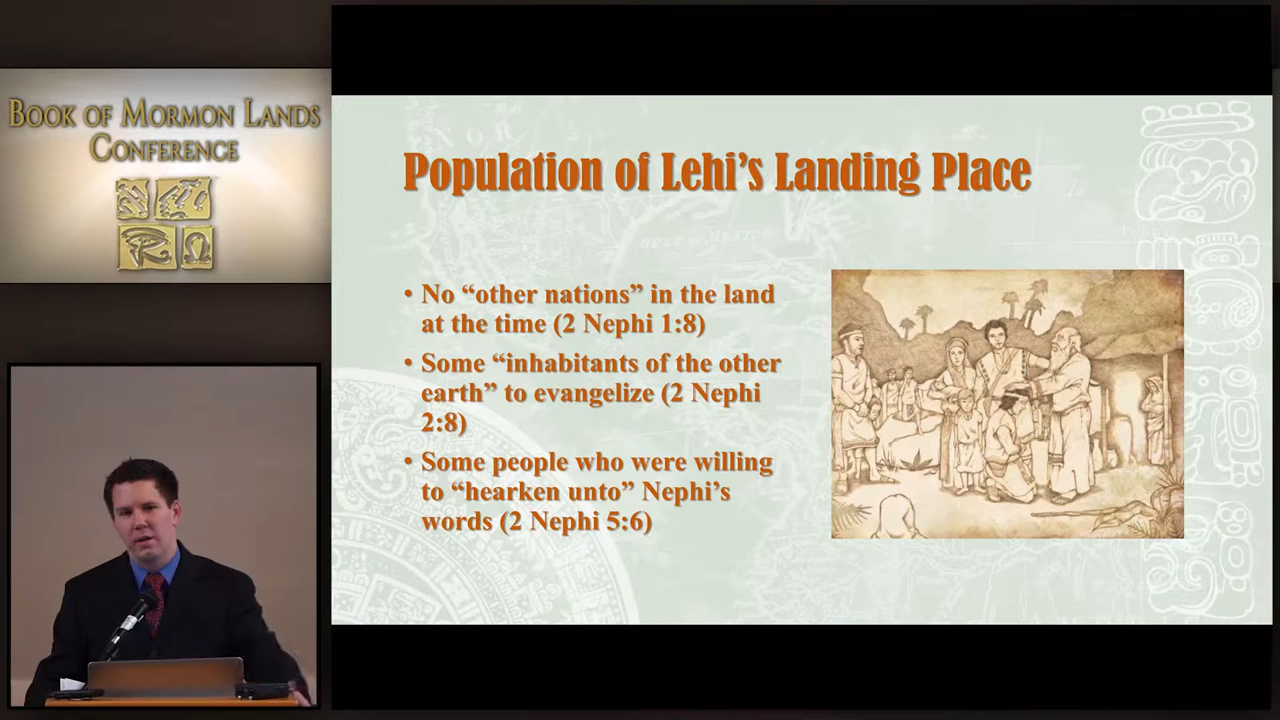 BOOK OF MORMON LANDS
CONFERENCE
Population of Lehi’s Landing Place
• No “other nations” in the land
at the time (2 Nephi 1:8)
• Some “inhabitants of the other
earth” to evangelize (2 Nephi
2:8)
• Some people who were willing
to “hearken unto” Nephi’s
words (2 Nephi 5:6)